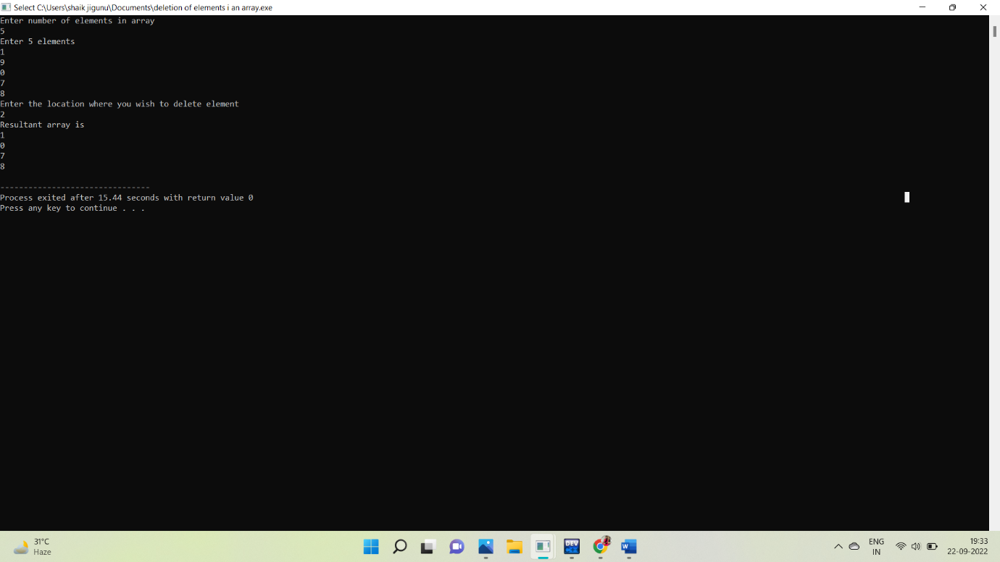 Select C:\Users\shaik jigunu\Documents\deletion of elements i an array.exe
Enter number of elements in array
5
Enter 5 elements
1
9
0
7
8
Enter the location where you wish to delete element
2
Resultant array is
1
0
7
8
--------------------------------
Process exited after 15.44 seconds with return value 0
Press any key to continue . . .
31°C
Haze
DEV
W
ENG
IN
19:33
22-09-2022